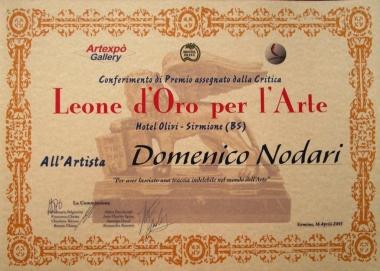 Artexpò
Gallery
Conferimento di Premio assegnato dalla Critica
Leone d'Oro per l'Arte
Hotel Olivi - Sirmione (BS)
All'Artista Domenico Nodari
"Per aver lasciato una traccia indelebile nel mondo dell'Arte"
La Commissione